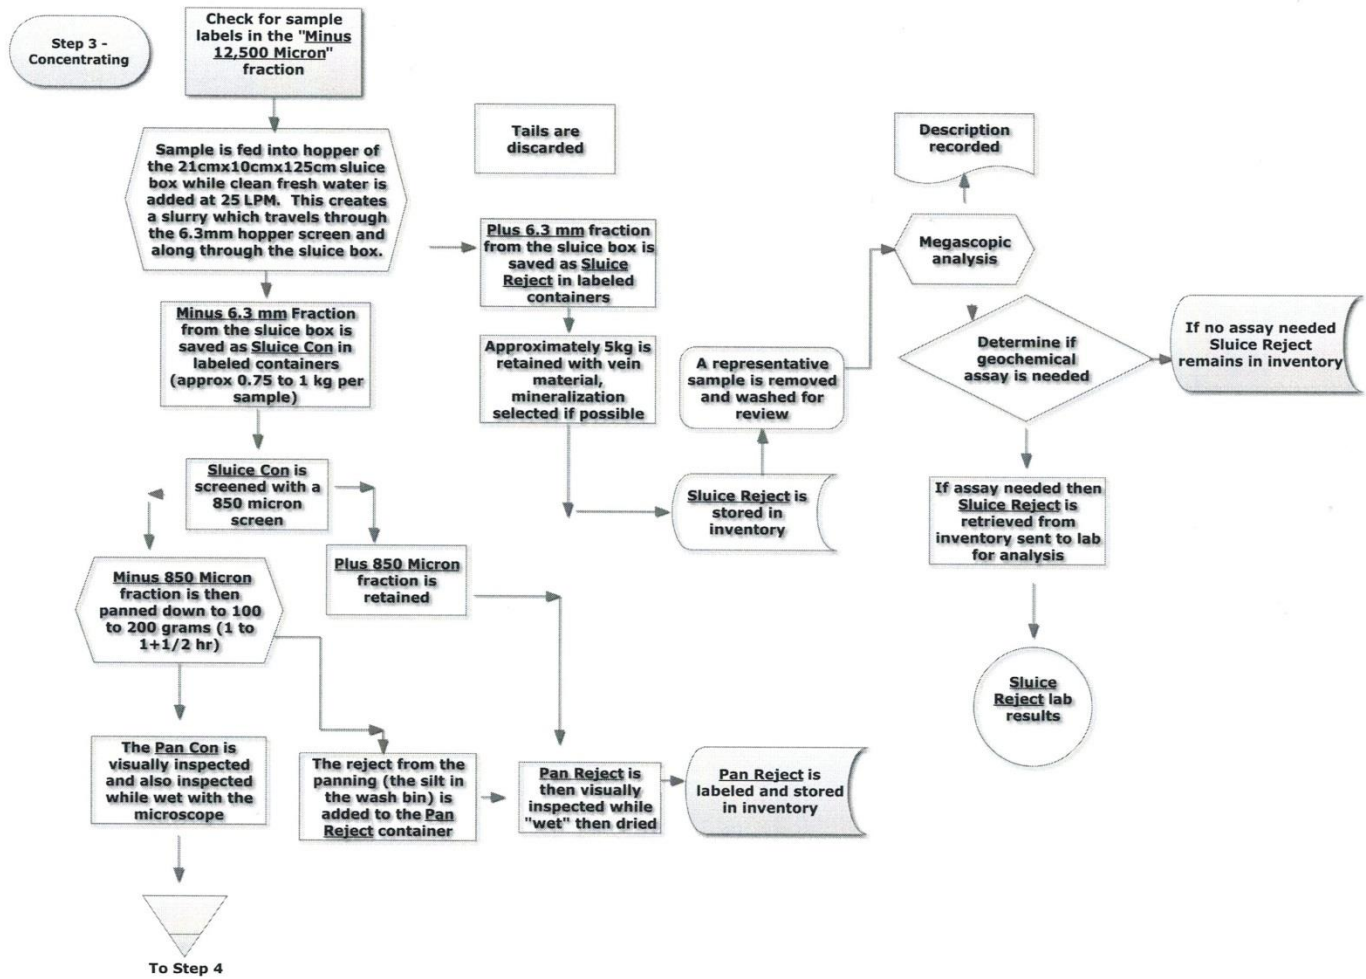 Step 3 -
Concentrating
Check for sample
labels in the "Minus
12,500 Micron"
fraction
Sample is fed into hopper of
the 21cmx10cmx125cm sluice
box while clean fresh water is
added at 25 LPM.  This creates
a slurry which travels through
the 6.3mm hopper screen and
along through the sluice box.
Tails are
discarded
Description
recorded
Plus 6.3 mm fraction
from the sluice box is
saved as Sluice
Reject in labeled
containers
Megascopic
analysis
Minus 6.3 mm Fraction
from the sluice box is
saved as Sluice Con in
labeled containers
(approx 0.75 to 1 kg per
sample)
Approximately 5kg is
retained with vein
material,
mineralization
selected if possible
A representative
sample is removed
and washed for
review
Determine if
geochemical
assay is needed
If no assay needed
Sluice Reject
remains in inventory
Sluice Con is
screened with a
850 micron
screen
Sluice Reject is
stored in
inventory
If assay needed then
Sluice Reject is
retrieved from
inventory sent to lab
for analysis
Plus 850 Micron
fraction is
retained
Minus 850 Micron
fraction is then
panned down to 100
to 200 grams (1 to
1+1/2 hr)
Sluice
Reject lab
results
The Pan Con is
visually inspected
and also inspected
while wet with the
microscope
The reject from the
panning (the silt in
the wash bin) is
added to the Pan
Reject container
Pan Reject is
then visually
inspected while
"wet" then dried
Pan Reject is
labeled and stored
in inventory
To Step 4